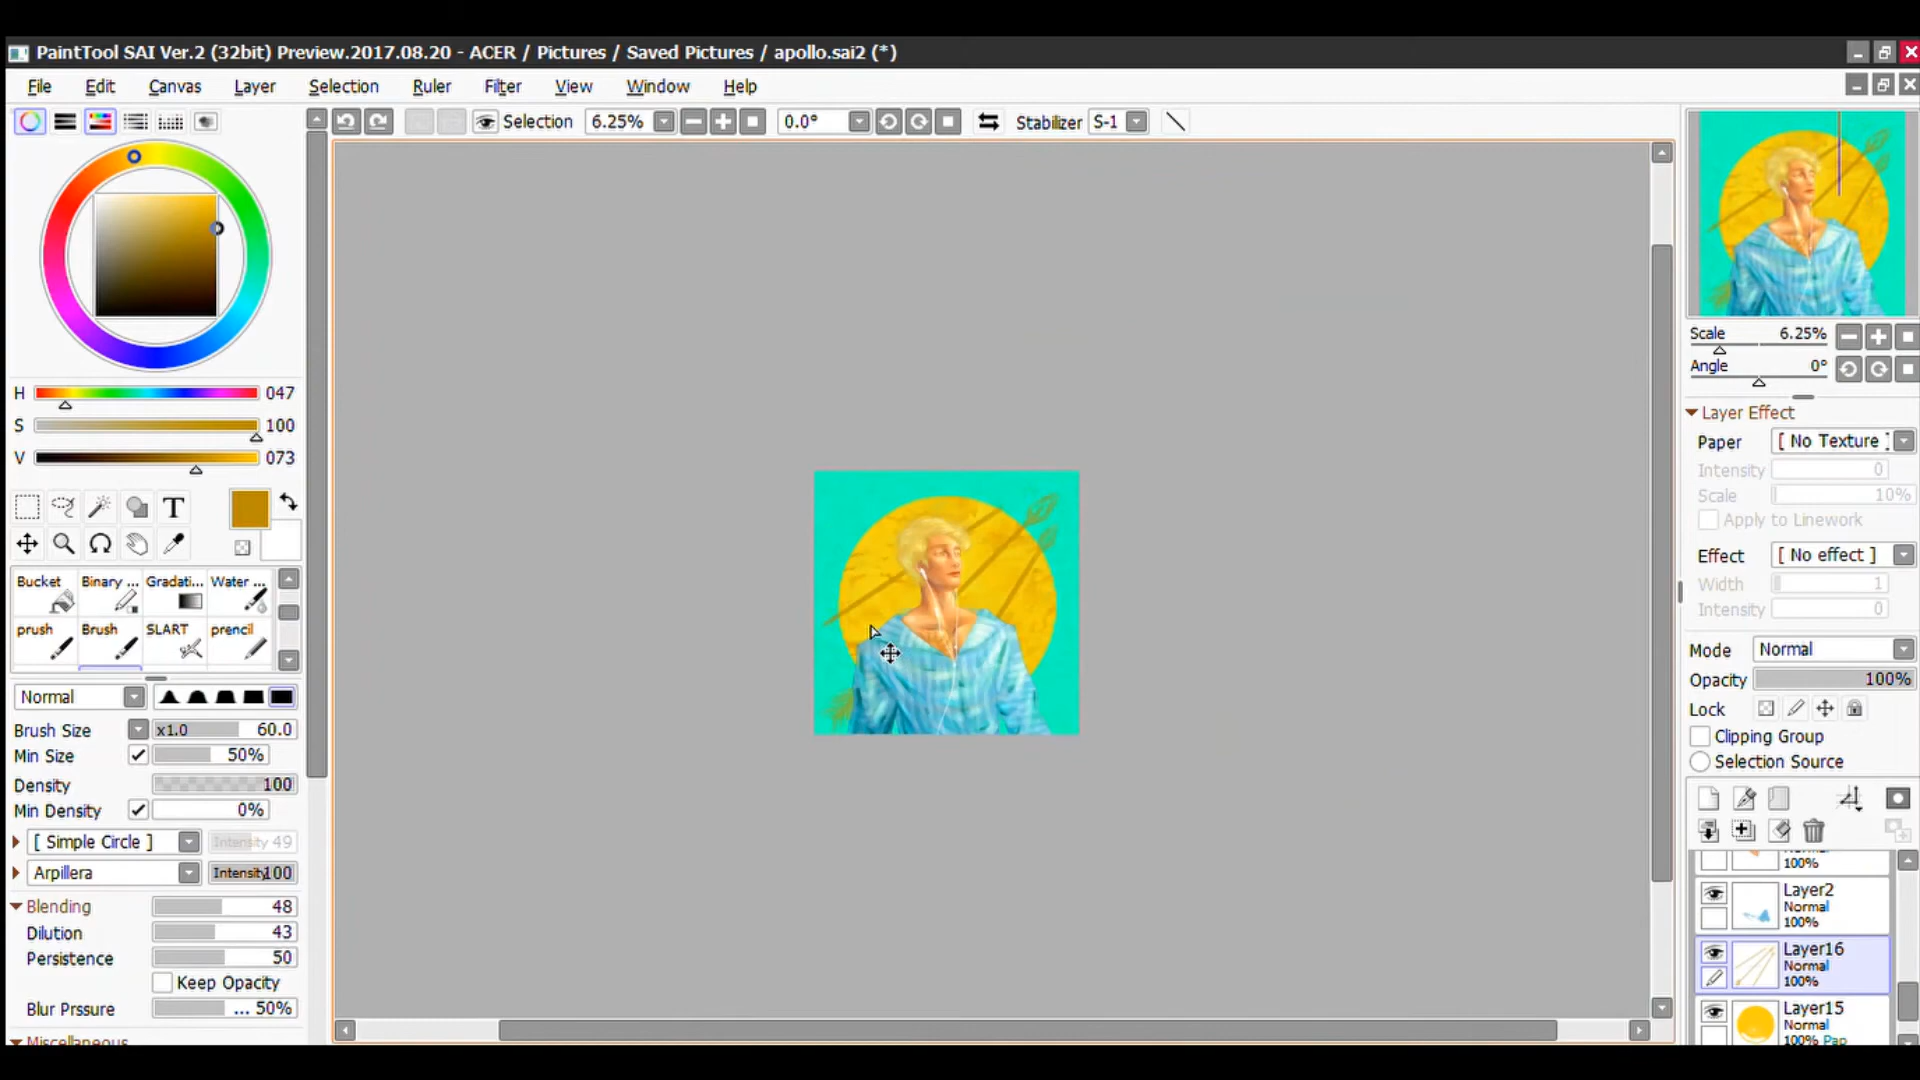 PaintTool SAI Ver.2 (32bit) Preview.2017.08.20 - ACER / Pictures / Saved Pictures / apollo.sai2 (*)
File Edit Canvas Layer Selection Ruler Filter View Window Help
Selection 6.25% 0.0° Stabilizer S-1
Scale 6.25%
Angle 0°
H 047
S 100
V 073
T
Bucket Binary ... Gradati... Water ...
prush Brush SLART prencil
Normal
Brush Size x1.0 60.0
Min Size 50%
Density 100
Min Density 0%
[ Simple Circle ] Intensity 49
Arpillera Intensity 100
Blending 48
Dilution 43
Persistence 50
Keep Opacity
Blur Prssure ... 50%
Miscellaneous
Layer Effect
Paper [ No Texture ]
Intensity 0
Scale 10%
Apply to Linework
Effect [ No effect ]
Width 1
Intensity 0
Mode Normal
Opacity 100%
Lock
Clipping Group
Selection Source
Normal
100%
Layer2
Normal
100%
Layer16
Normal
100%
Layer15
Normal
100% Pap